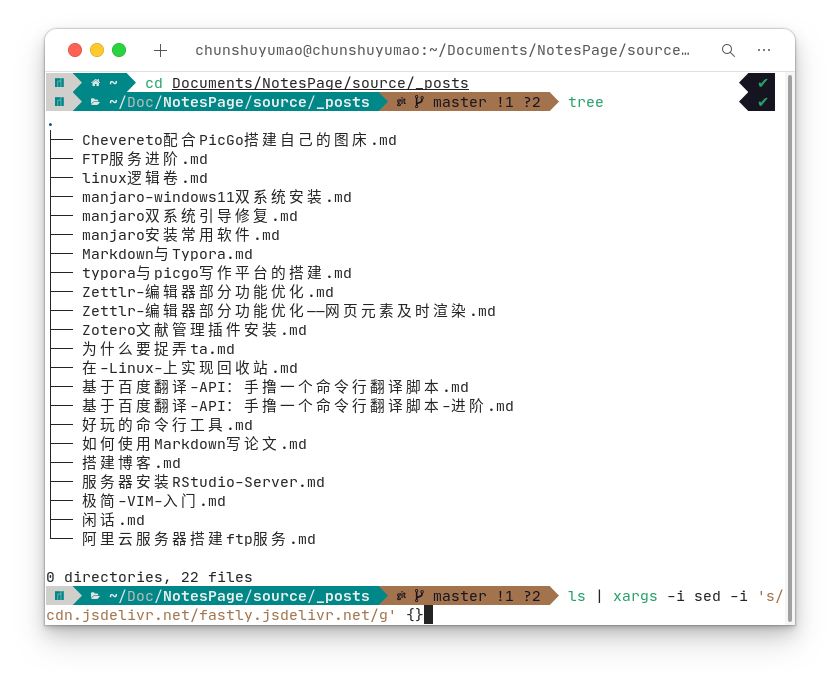 chunshuyumao@chunshuyumao:~/Documents/NotesPage/source…
~ cd Documents/NotesPage/source/_posts ✔
~/Doc/NotesPage/source/_posts git master !1 ?2 tree ✔
.
├── Chevereto配合PicGo搭建自己的图床.md
├── FTP服务进阶.md
├── linux逻辑卷.md
├── manjaro-windows11双系统安装.md
├── manjaro双系统引导修复.md
├── manjaro安装常用软件.md
├── Markdown与Typora.md
├── typora与picgo写作平台的搭建.md
├── Zettlr-编辑器部分功能优化.md
├── Zettlr-编辑器部分功能优化——网页元素及时渲染.md
├── Zotero文献管理插件安装.md
├── 为什么要捉弄ta.md
├── 在-Linux-上实现回收站.md
├── 基于百度翻译-API：手撸一个命令行翻译脚本.md
├── 基于百度翻译-API：手撸一个命令行翻译脚本-进阶.md
├── 好玩的命令行工具.md
├── 如何使用Markdown写论文.md
├── 搭建博客.md
├── 服务器安装RStudio-Server.md
├── 极简-VIM-入门.md
├── 闲话.md
└── 阿里云服务器搭建ftp服务.md
0 directories, 22 files
~/Doc/NotesPage/source/_posts git master !1 ?2 ls | xargs -i sed -i 's/
cdn.jsdelivr.net/fastly.jsdelivr.net/g' {}